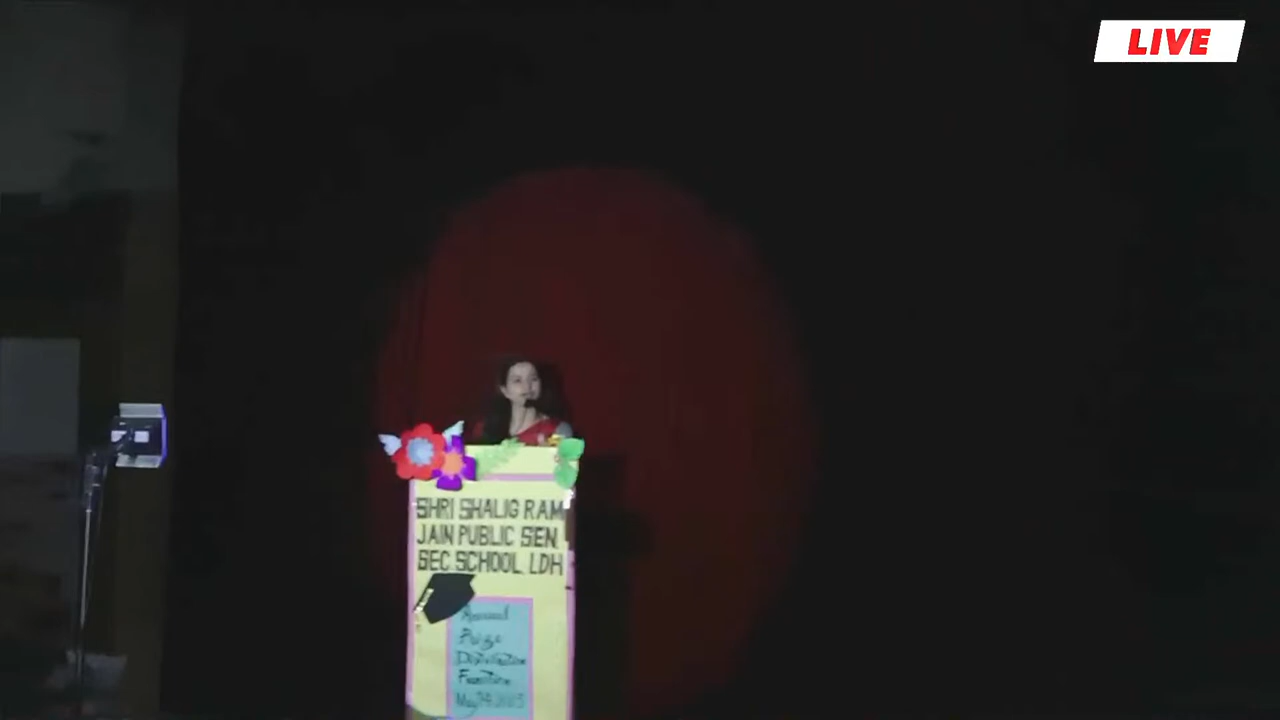 LIVE
SHRI SHALIG RAM
JAIN PUBLIC SEN.
SEC. SCHOOL, LDH
Annual
Prize
Distribution
Function